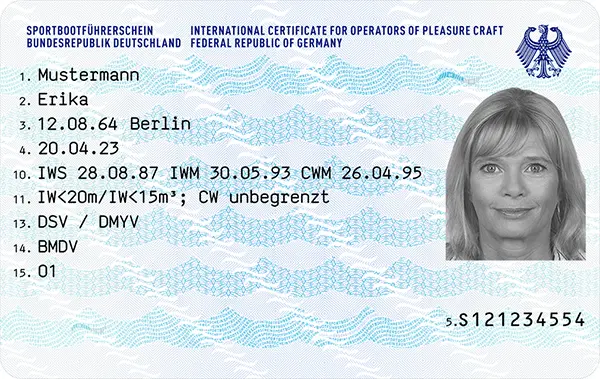 SPORTBOOTFÜHRERSCHEIN INTERNATIONAL CERTIFICATE FOR OPERATORS OF PLEASURE CRAFT
BUNDESREPUBLIK DEUTSCHLAND FEDERAL REPUBLIC OF GERMANY
1. Mustermann
2. Erika
3. 12.08.64 Berlin
4. 20.04.23
10. IWS 28.08.87 IWM 30.05.93 CWM 26.04.95
11. IW<20m/IW<15m³; CW unbegrenzt
13. DSV / DMYV
14. BMDV
15. 01
5. S121234554